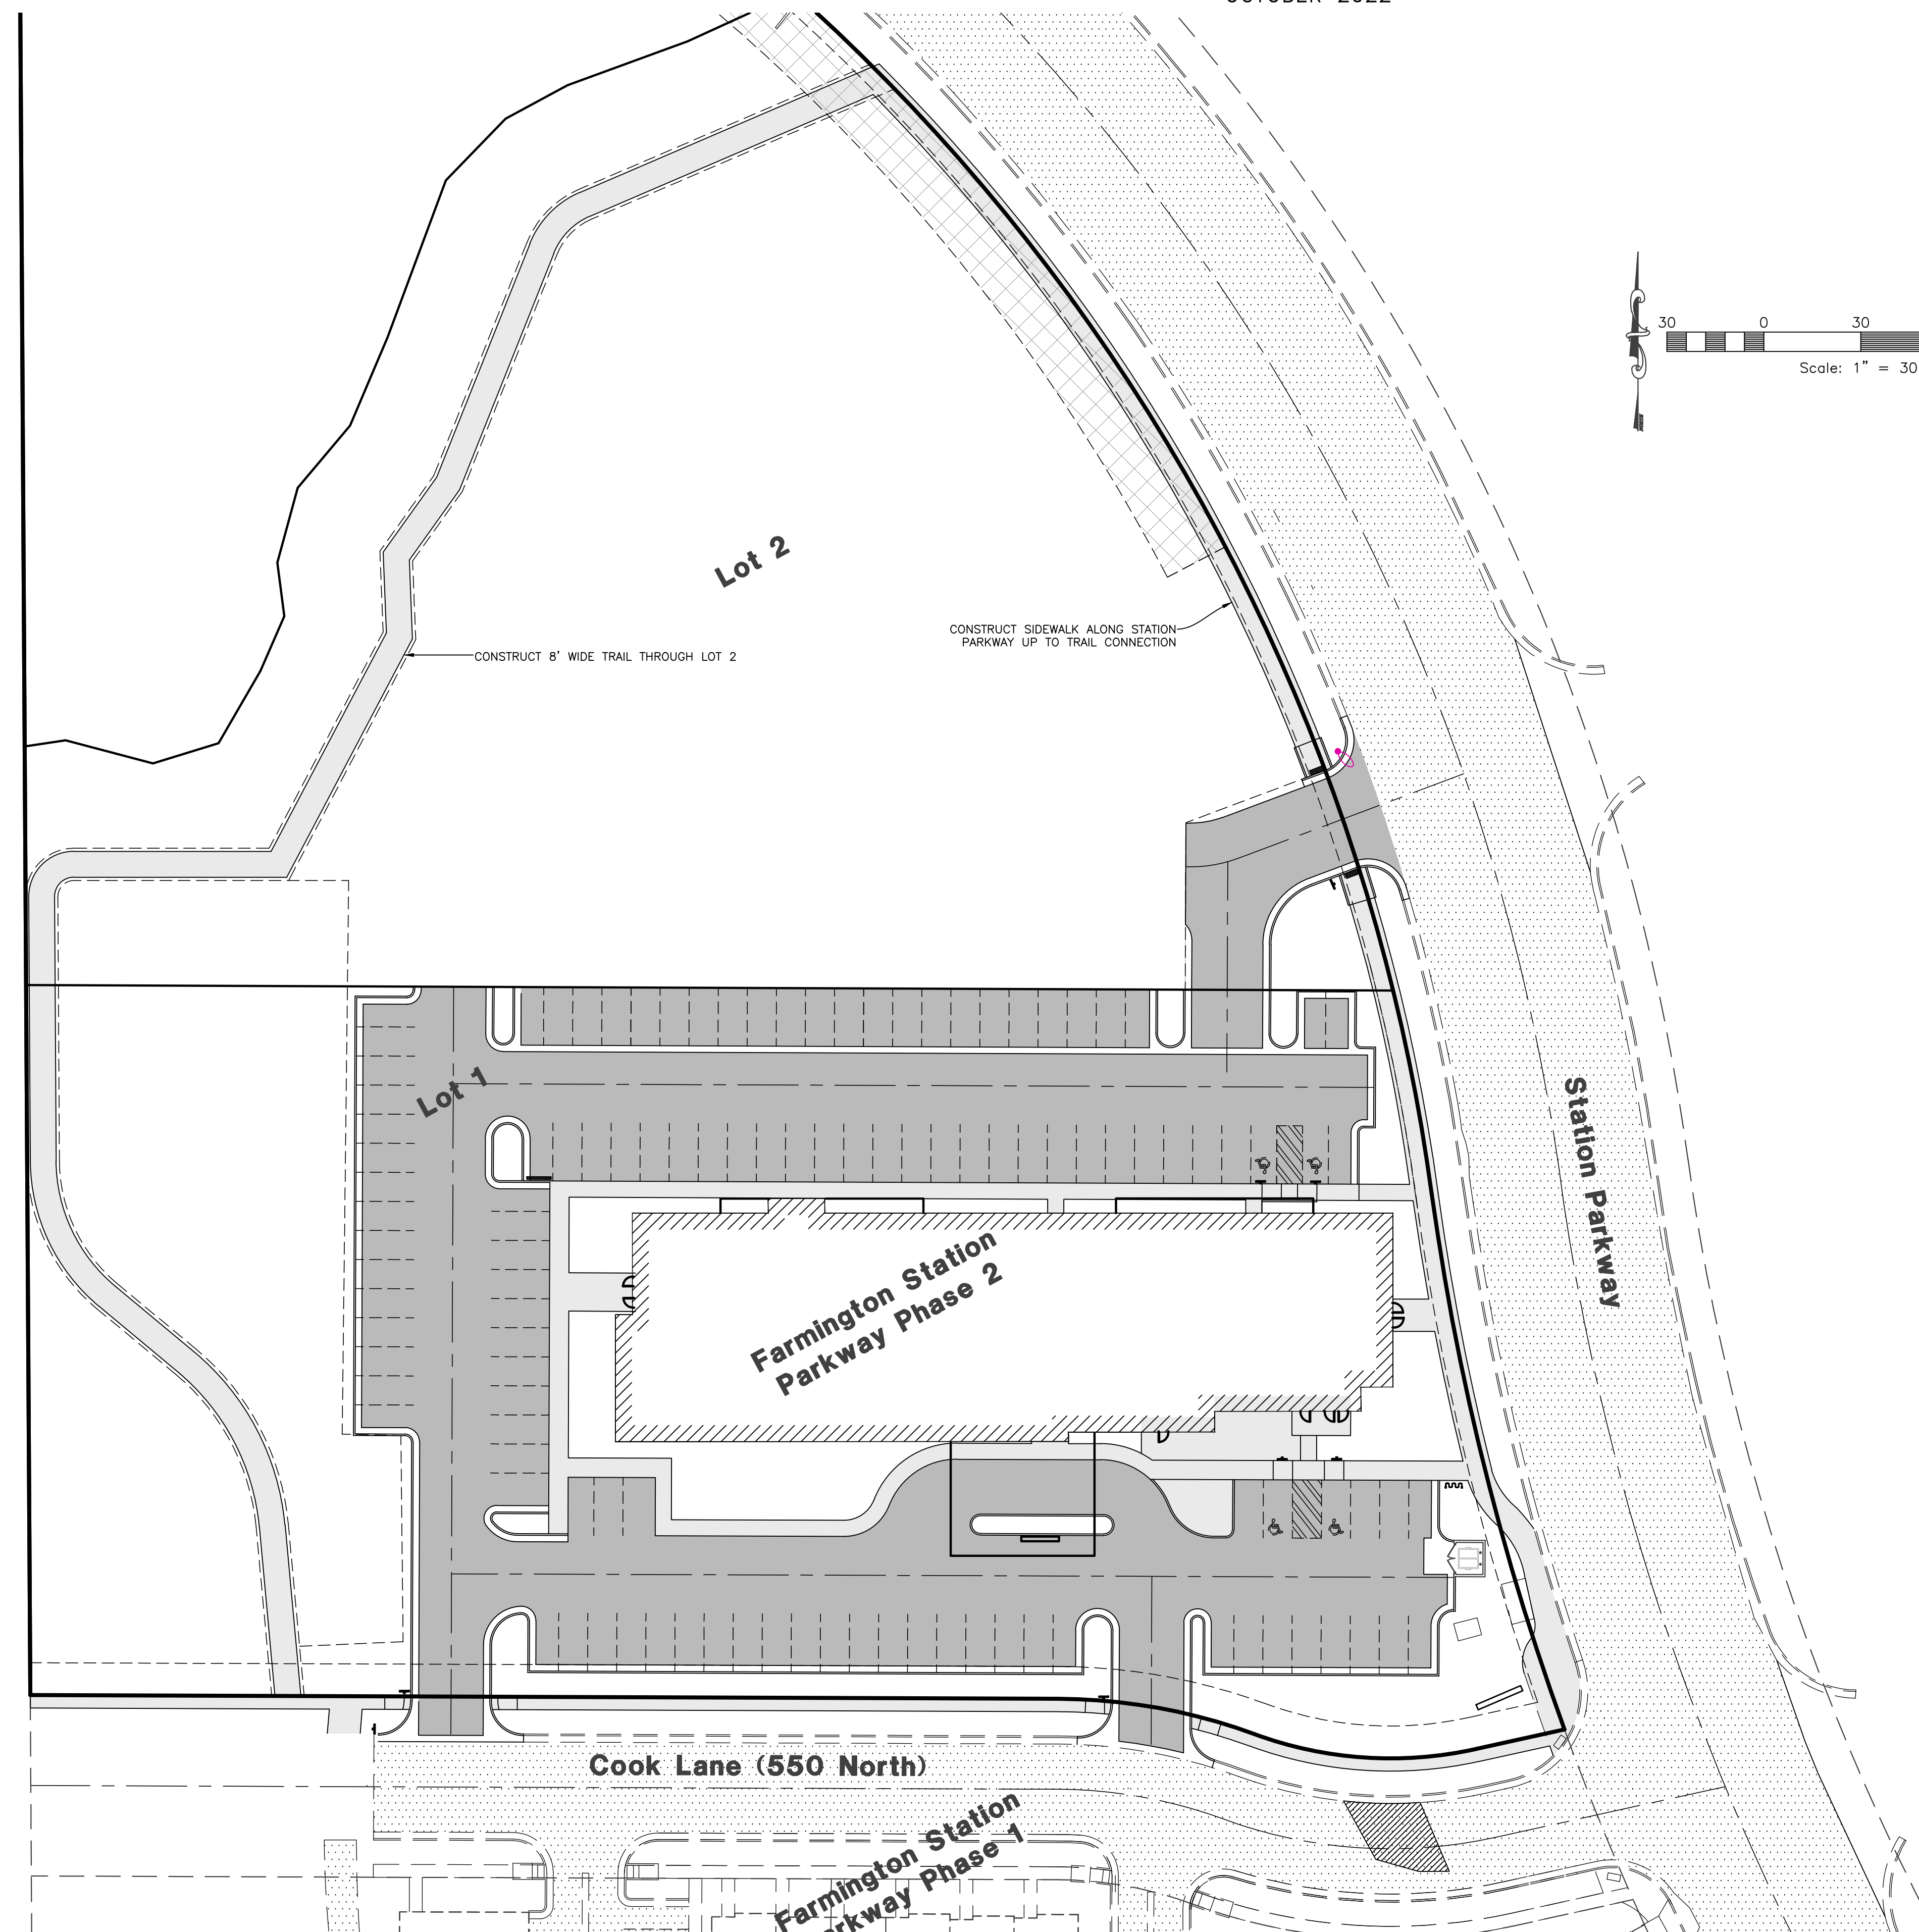 30 0 30
Scale: 1" = 30
Lot 2
CONSTRUCT SIDEWALK ALONG STATION
PARKWAY UP TO TRAIL CONNECTION
CONSTRUCT 8' WIDE TRAIL THROUGH LOT 2
Lot 1
Station Parkway
Farmington Station
Parkway Phase 2
Cook Lane (550 North)
Farmington Station
Parkway Phase 1